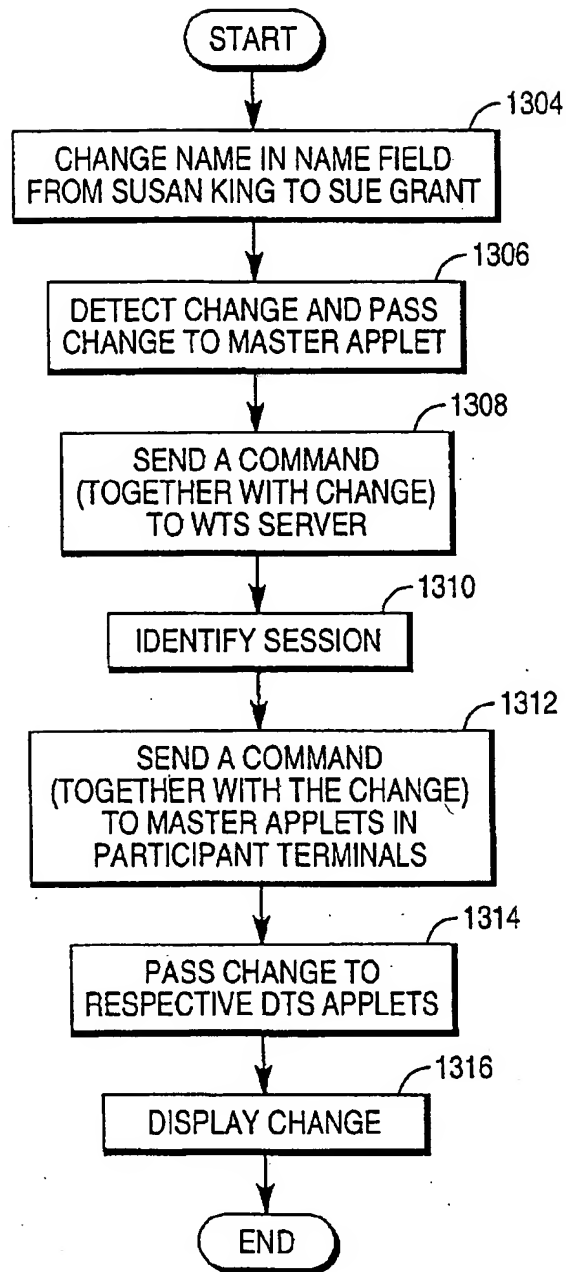 START
1304
CHANGE NAME IN NAME FIELD
FROM SUSAN KING TO SUE GRANT
1306
DETECT CHANGE AND PASS
CHANGE TO MASTER APPLET
1308
SEND A COMMAND
(TOGETHER WITH CHANGE)
TO WTS SERVER
1310
IDENTIFY SESSION
1312
SEND A COMMAND
(TOGETHER WITH THE CHANGE)
TO MASTER APPLETS IN
PARTICIPANT TERMINALS
1314
PASS CHANGE TO
RESPECTIVE DTS APPLETS
1316
DISPLAY CHANGE
END